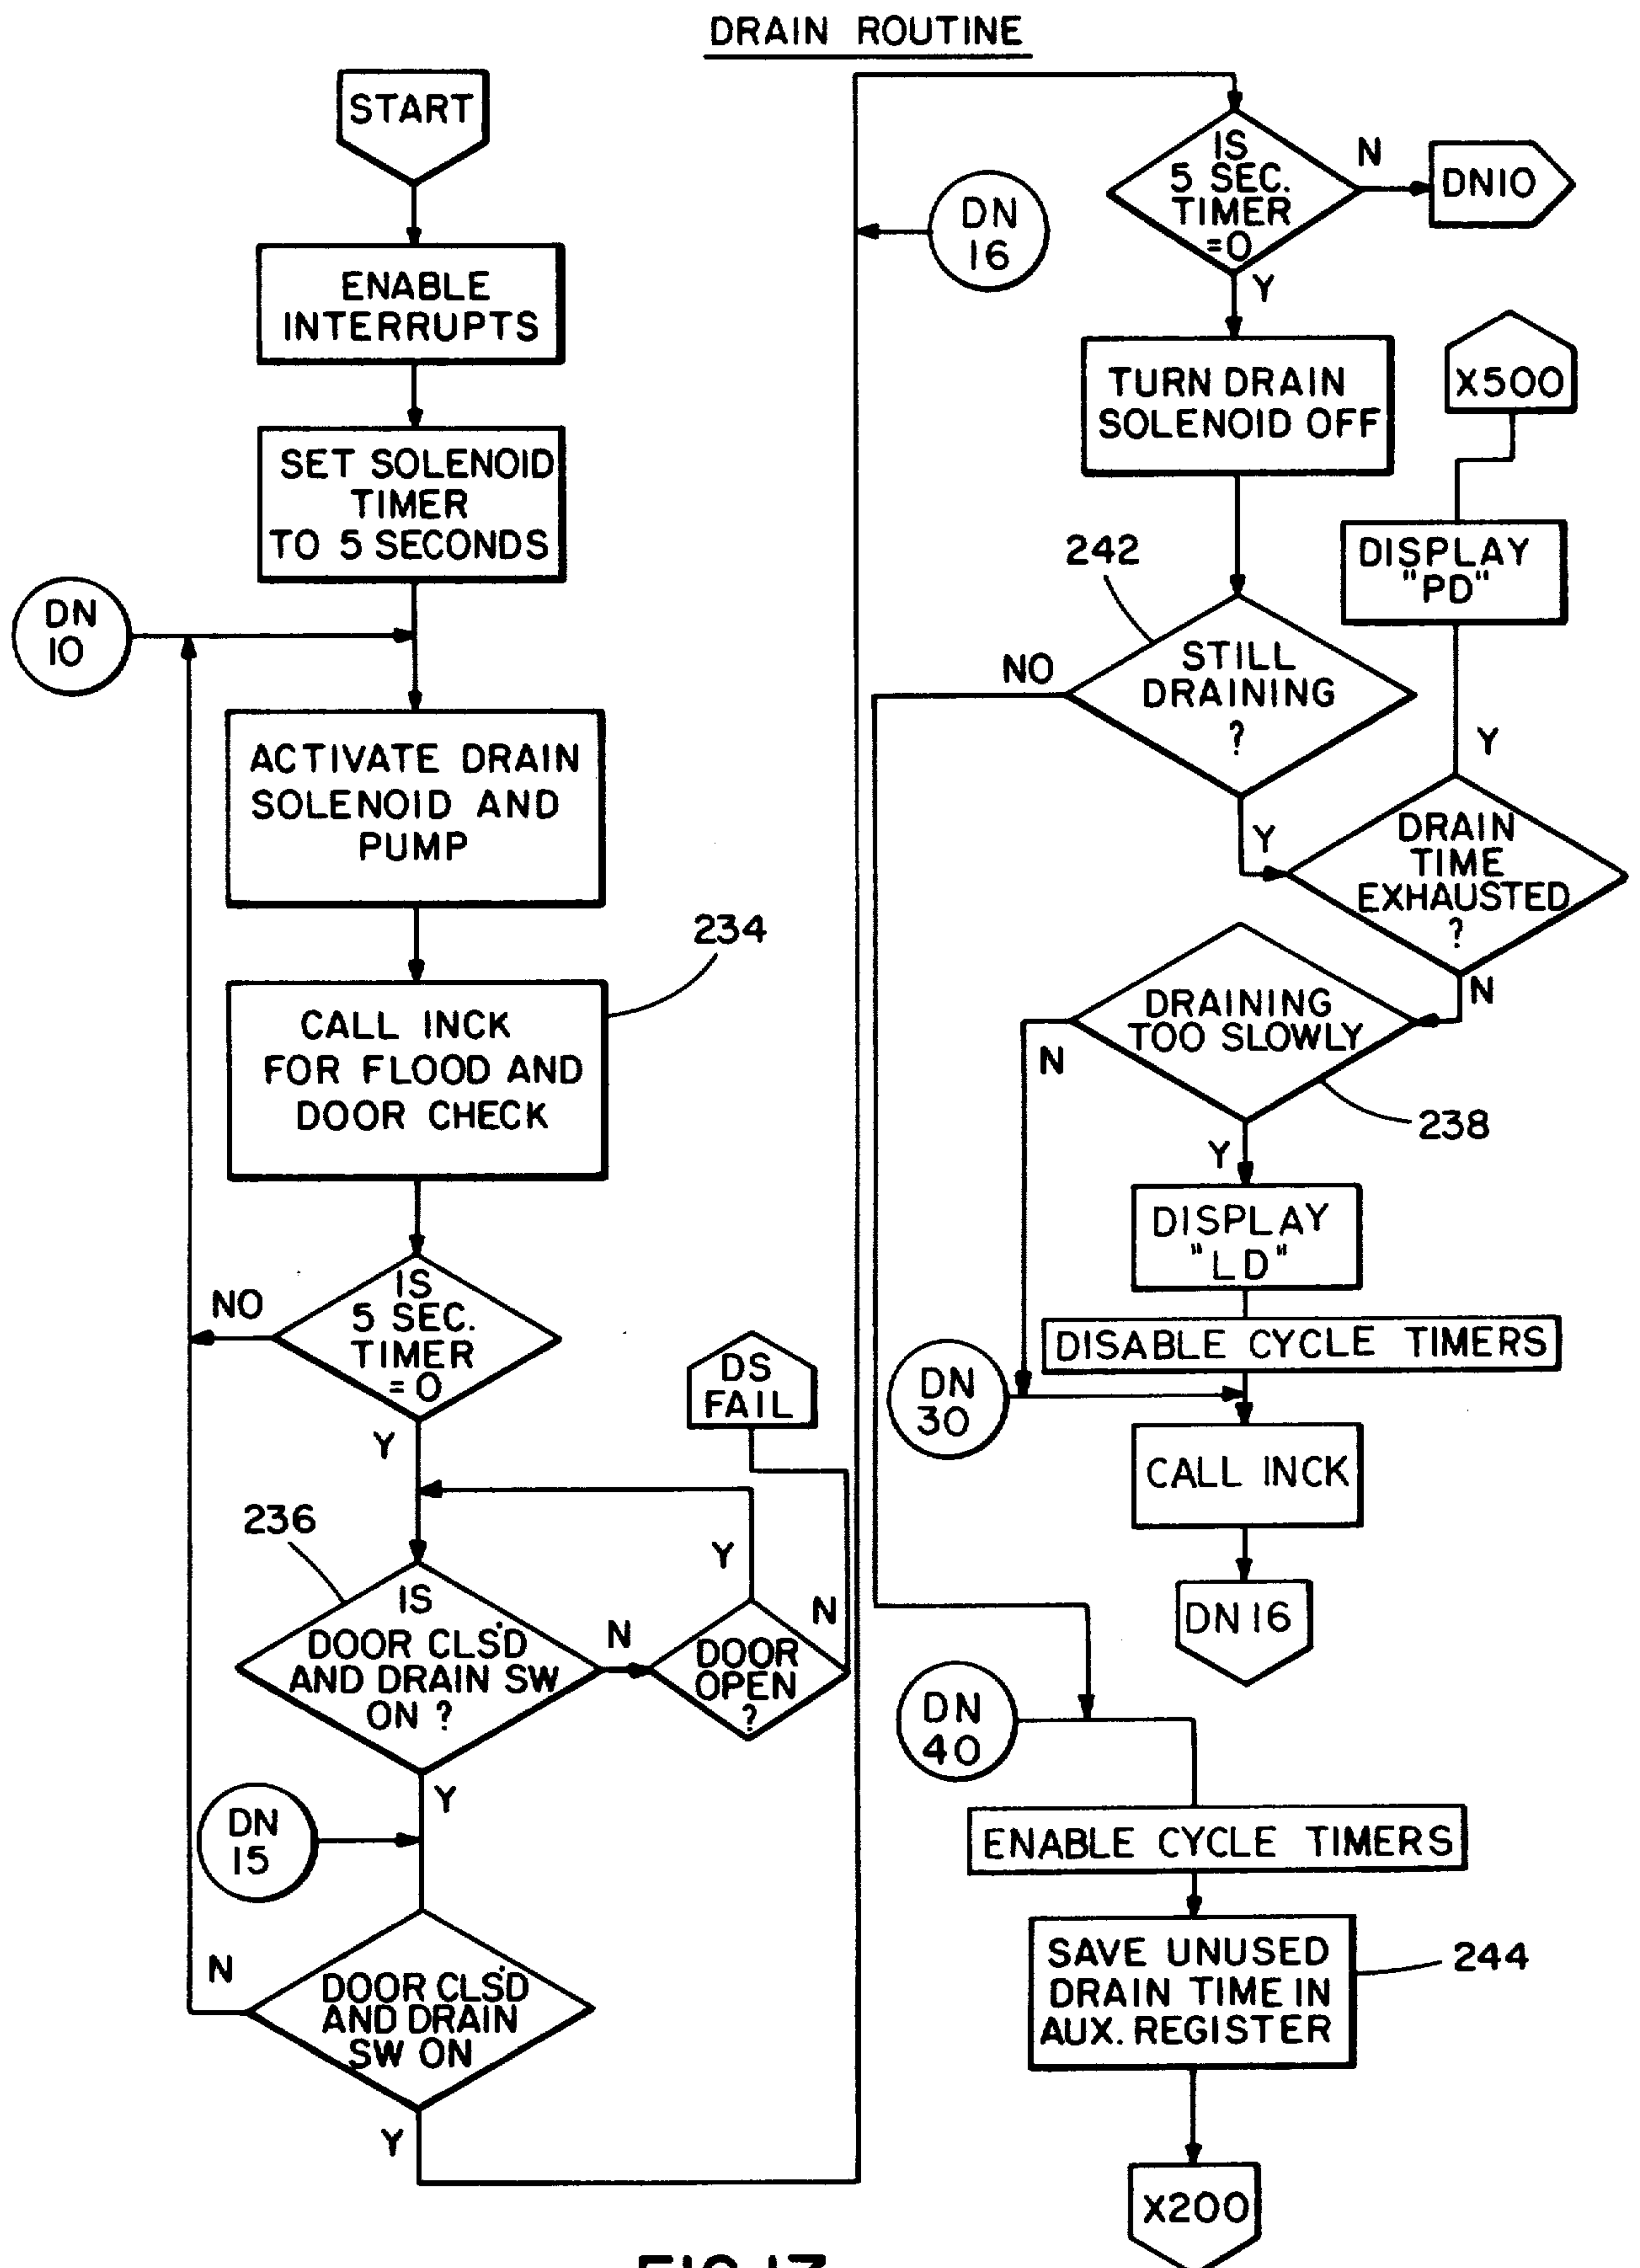 DRAIN ROUTINE
START
ENABLE
INTERRUPTS
SET SOLENOID
TIMER
TO 5 SECONDS
DN
10
ACTIVATE DRAIN
SOLENOID AND
PUMP
234
CALL INCK
FOR FLOOD AND
DOOR CHECK
IS
5 SEC.
TIMER
=0
NO
Y
DS
FAIL
236
IS
DOOR CLS'D
AND DRAIN SW
ON ?
N
Y
DOOR
OPEN
?
Y
N
DN
15
DOOR CLS'D
AND DRAIN
SW ON
N
Y
DN
16
IS
5 SEC.
TIMER
=0
N
DN10
Y
TURN DRAIN
SOLENOID OFF
X500
DISPLAY
"PD"
242
STILL
DRAINING
?
NO
Y
Y
DRAIN
TIME
EXHAUSTED
?
N
DRAINING
TOO SLOWLY
N
238
Y
DISPLAY
"LD"
DISABLE CYCLE TIMERS
DN
30
CALL INCK
DN16
DN
40
ENABLE CYCLE TIMERS
SAVE UNUSED
DRAIN TIME IN
AUX. REGISTER
244
X200